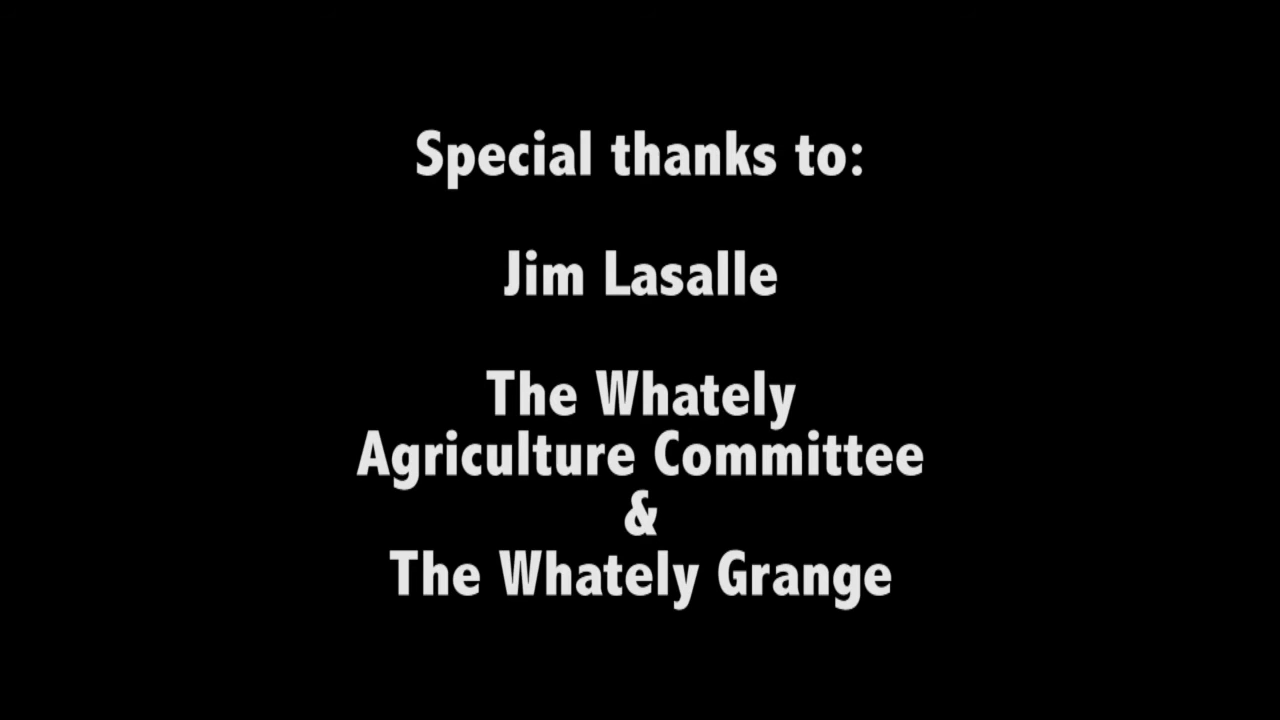 Special thanks to:
Jim Lasalle
The Whately
Agriculture Committee
&
The Whately Grange